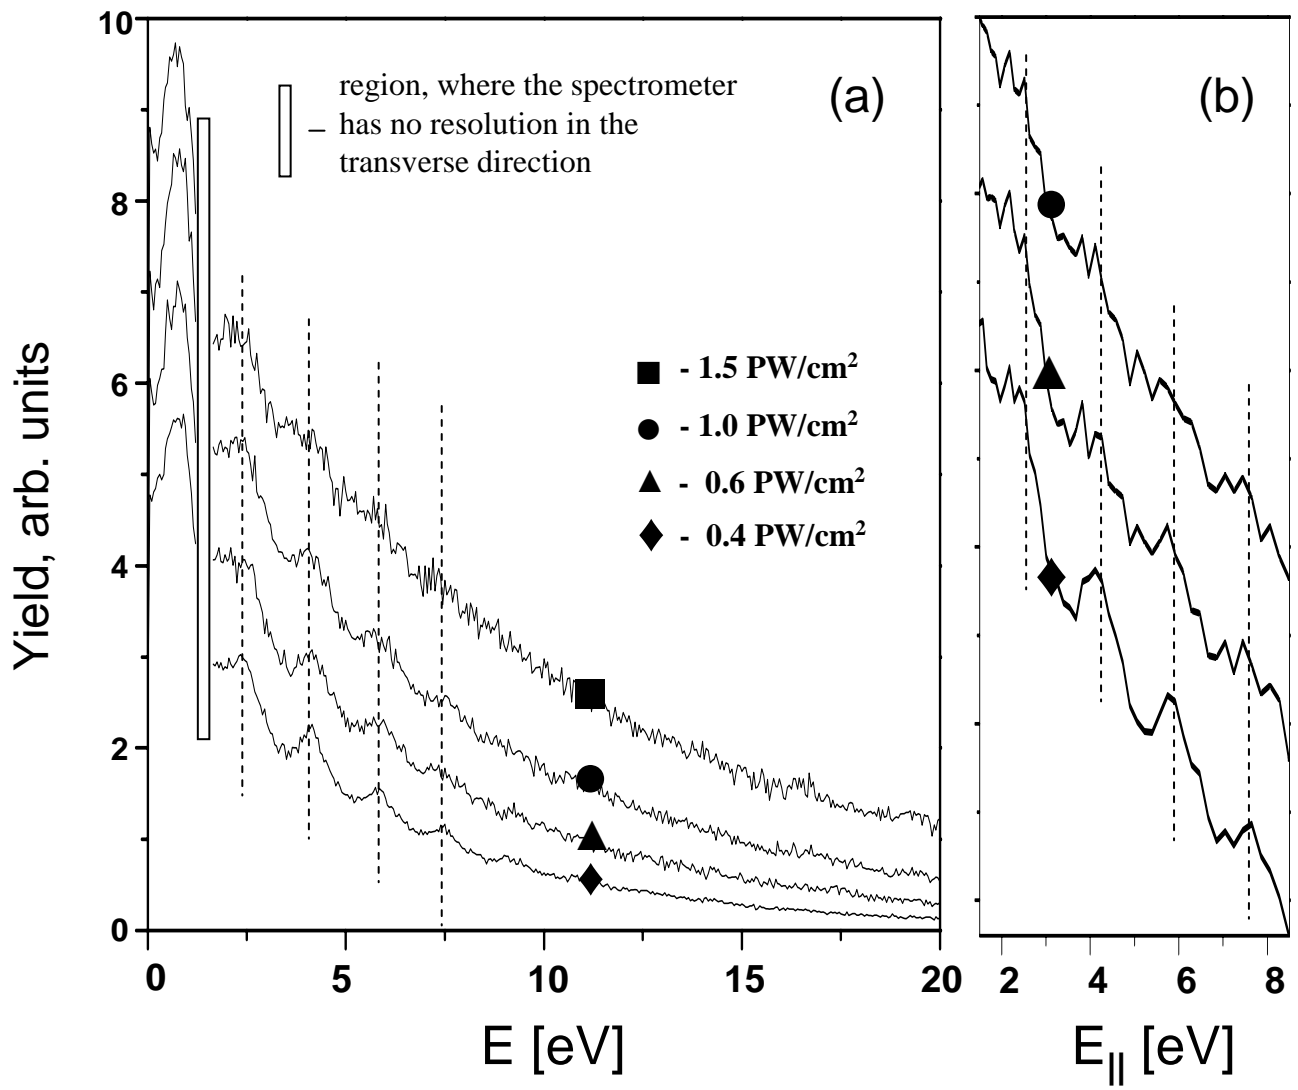 10
8
6
4
2
0
Yield, arb. units
region, where the spectrometer
– has no resolution in the
transverse direction
(a)
- 1.5 PW/cm²
- 1.0 PW/cm²
- 0.6 PW/cm²
- 0.4 PW/cm²
0 5 10 15 20
E [eV]
(b)
2 4 6 8
E|| [eV]